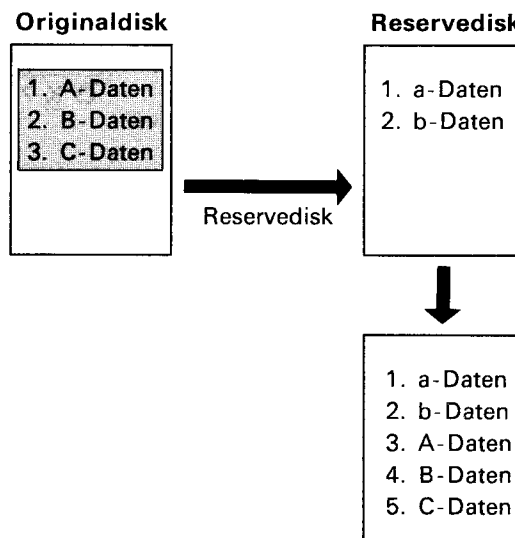 Originaldisk
1. A-Daten
2. B-Daten
3. C-Daten
Reservedisk
Reservedisk
1. a-Daten
2. b-Daten
1. a-Daten
2. b-Daten
3. A-Daten
4. B-Daten
5. C-Daten